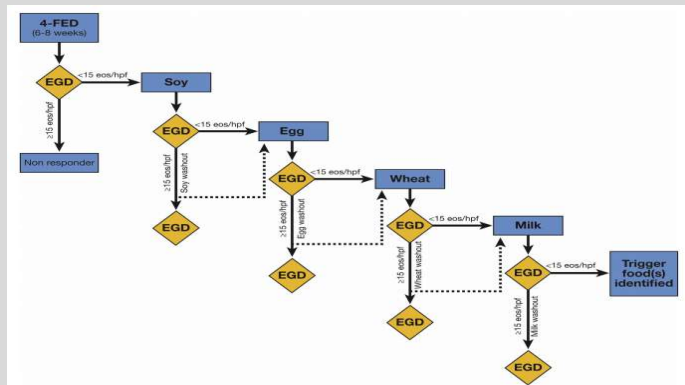 4-FED
(6-8 weeks)
EGD
<15 eos/hpf
Soy
≥15 eos/hpf
Non responder
EGD
<15 eos/hpf
Egg
≥15 eos/hpf
Soy washout
EGD
EGD
<15 eos/hpf
Wheat
≥15 eos/hpf
Egg washout
EGD
EGD
<15 eos/hpf
Milk
≥15 eos/hpf
Wheat washout
EGD
EGD
<15 eos/hpf
Trigger
food(s)
identified
≥15 eos/hpf
Milk washout
EGD